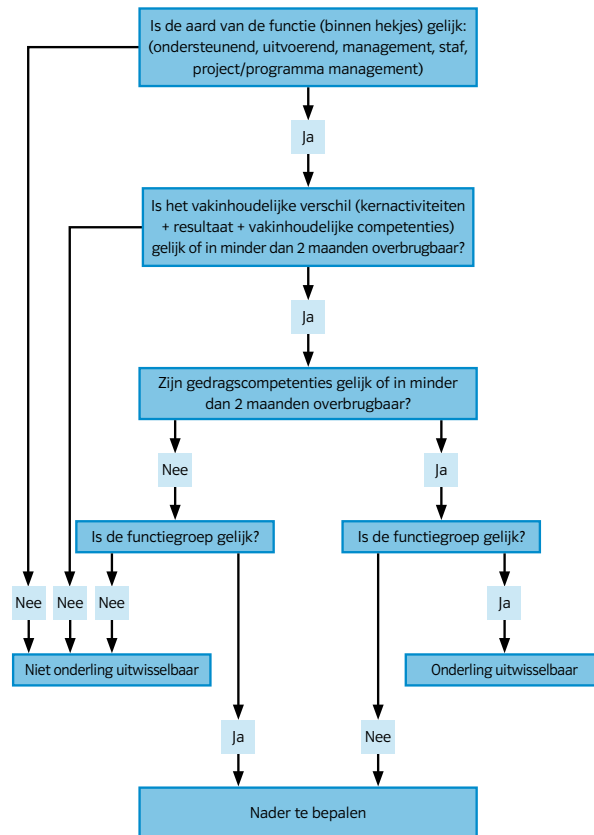 Is de aard van de functie (binnen hekjes) gelijk:
(ondersteunend, uitvoerend, management, staf,
project/programma management)
Ja
Is het vakinhoudelijke verschil (kernactiviteiten
+ resultaat + vakinhoudelijke competenties)
gelijk of in minder dan 2 maanden overbrugbaar?
Ja
Zijn gedragscompetenties gelijk of in minder
dan 2 maanden overbrugbaar?
Nee
Ja
Is de functiegroep gelijk?
Is de functiegroep gelijk?
Nee
Nee
Nee
Ja
Niet onderling uitwisselbaar
Onderling uitwisselbaar
Ja
Nee
Nader te bepalen